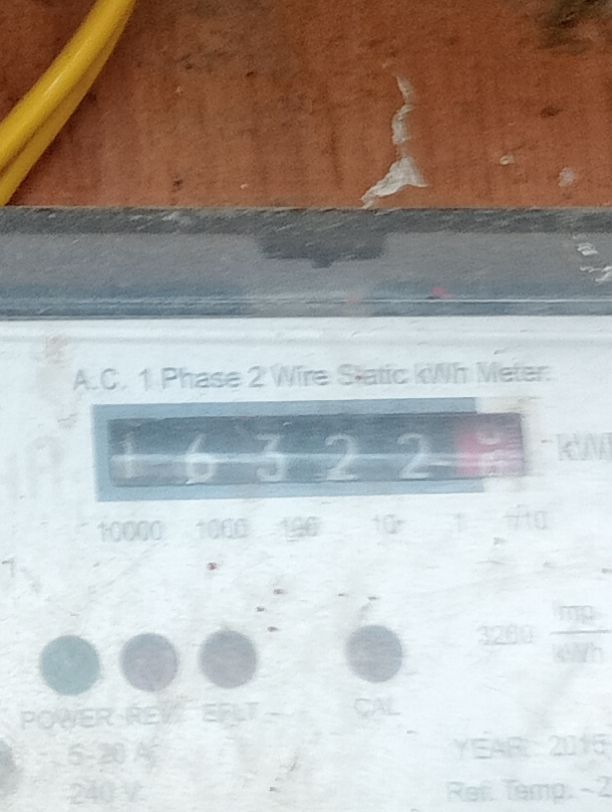 A.C. 1 Phase 2 Wire Static kWh Meter
1 6 3 2 2
kWh
10000 1000 100 10 1 1/10
3200 imp
kWh
POWER REV EFLT CAL
5-20 A
240 V
YEAR 2015
Ref. Temp.